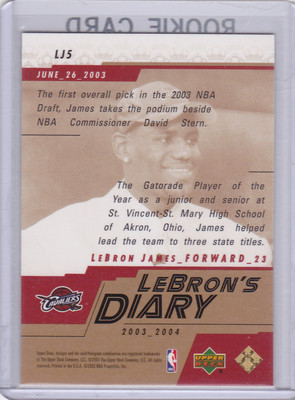 ROOKIE CARD
LJ5
JUNE_26_2003
The first overall pick in the 2003 NBA
Draft, James takes the podium beside
NBA Commissioner David Stern.
The Gatorade Player of the
Year as a junior and senior at
St. Vincent-St. Mary High School
of Akron, Ohio, James helped
lead the team to three state titles.
LEBRON JAMES_FORWARD_23
LEBRON'S
DIARY
2003_2004
CAVALIERS
UPPER
DECK